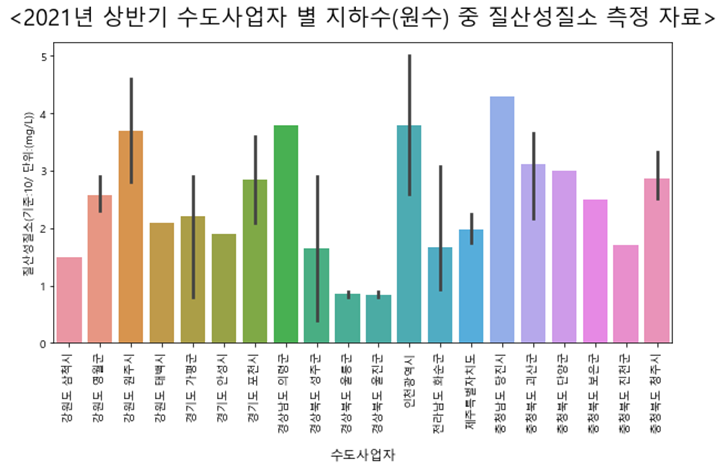 <2021년 상반기 수도사업자 별 지하수(원수) 중 질산성질소 측정 자료>
질산성질소(기준:10/ 단위:(mg/L))
5
4
3
2
1
0
강원도 삼척시
강원도 영월군
강원도 원주시
강원도 태백시
경기도 가평군
경기도 안성시
경기도 포천시
경상남도 의령군
경상북도 성주군
경상북도 울릉군
경상북도 울진군
인천광역시
전라남도 화순군
제주특별자치도
충청남도 당진시
충청북도 괴산군
충청북도 단양군
충청북도 보은군
충청북도 진천군
충청북도 청주시
수도사업자